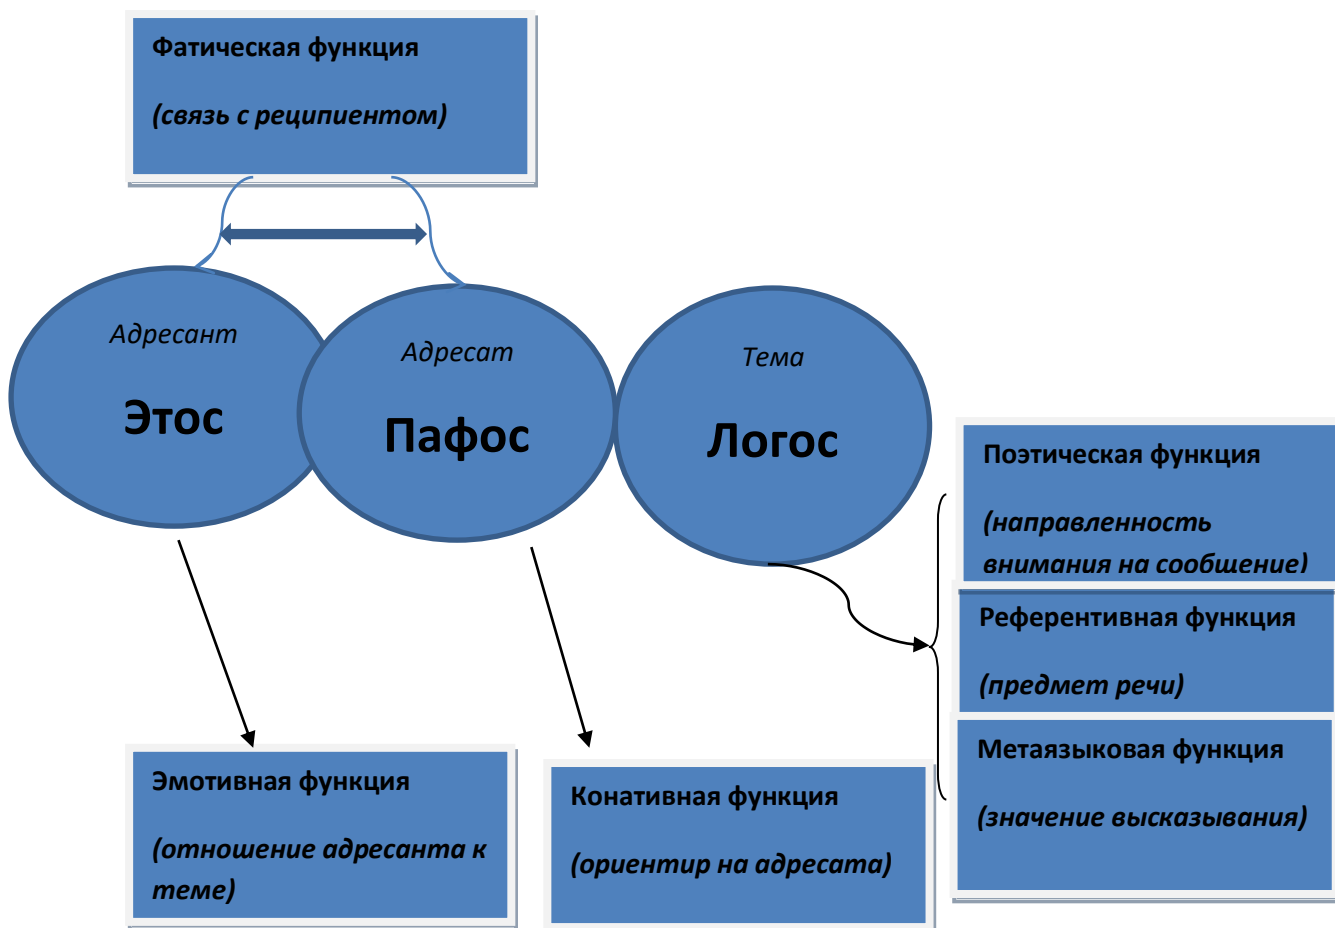 Фатическая функция
(связь с реципиентом)
Адресант
Этос
Адресат
Пафос
Тема
Логос
Поэтическая функция
(направленность
внимания на сообщение)
Референтивная функция
(предмет речи)
Метаязыковая функция
(значение высказывания)
Эмотивная функция
(отношение адресанта к
теме)
Конативная функция
(ориентир на адресата)